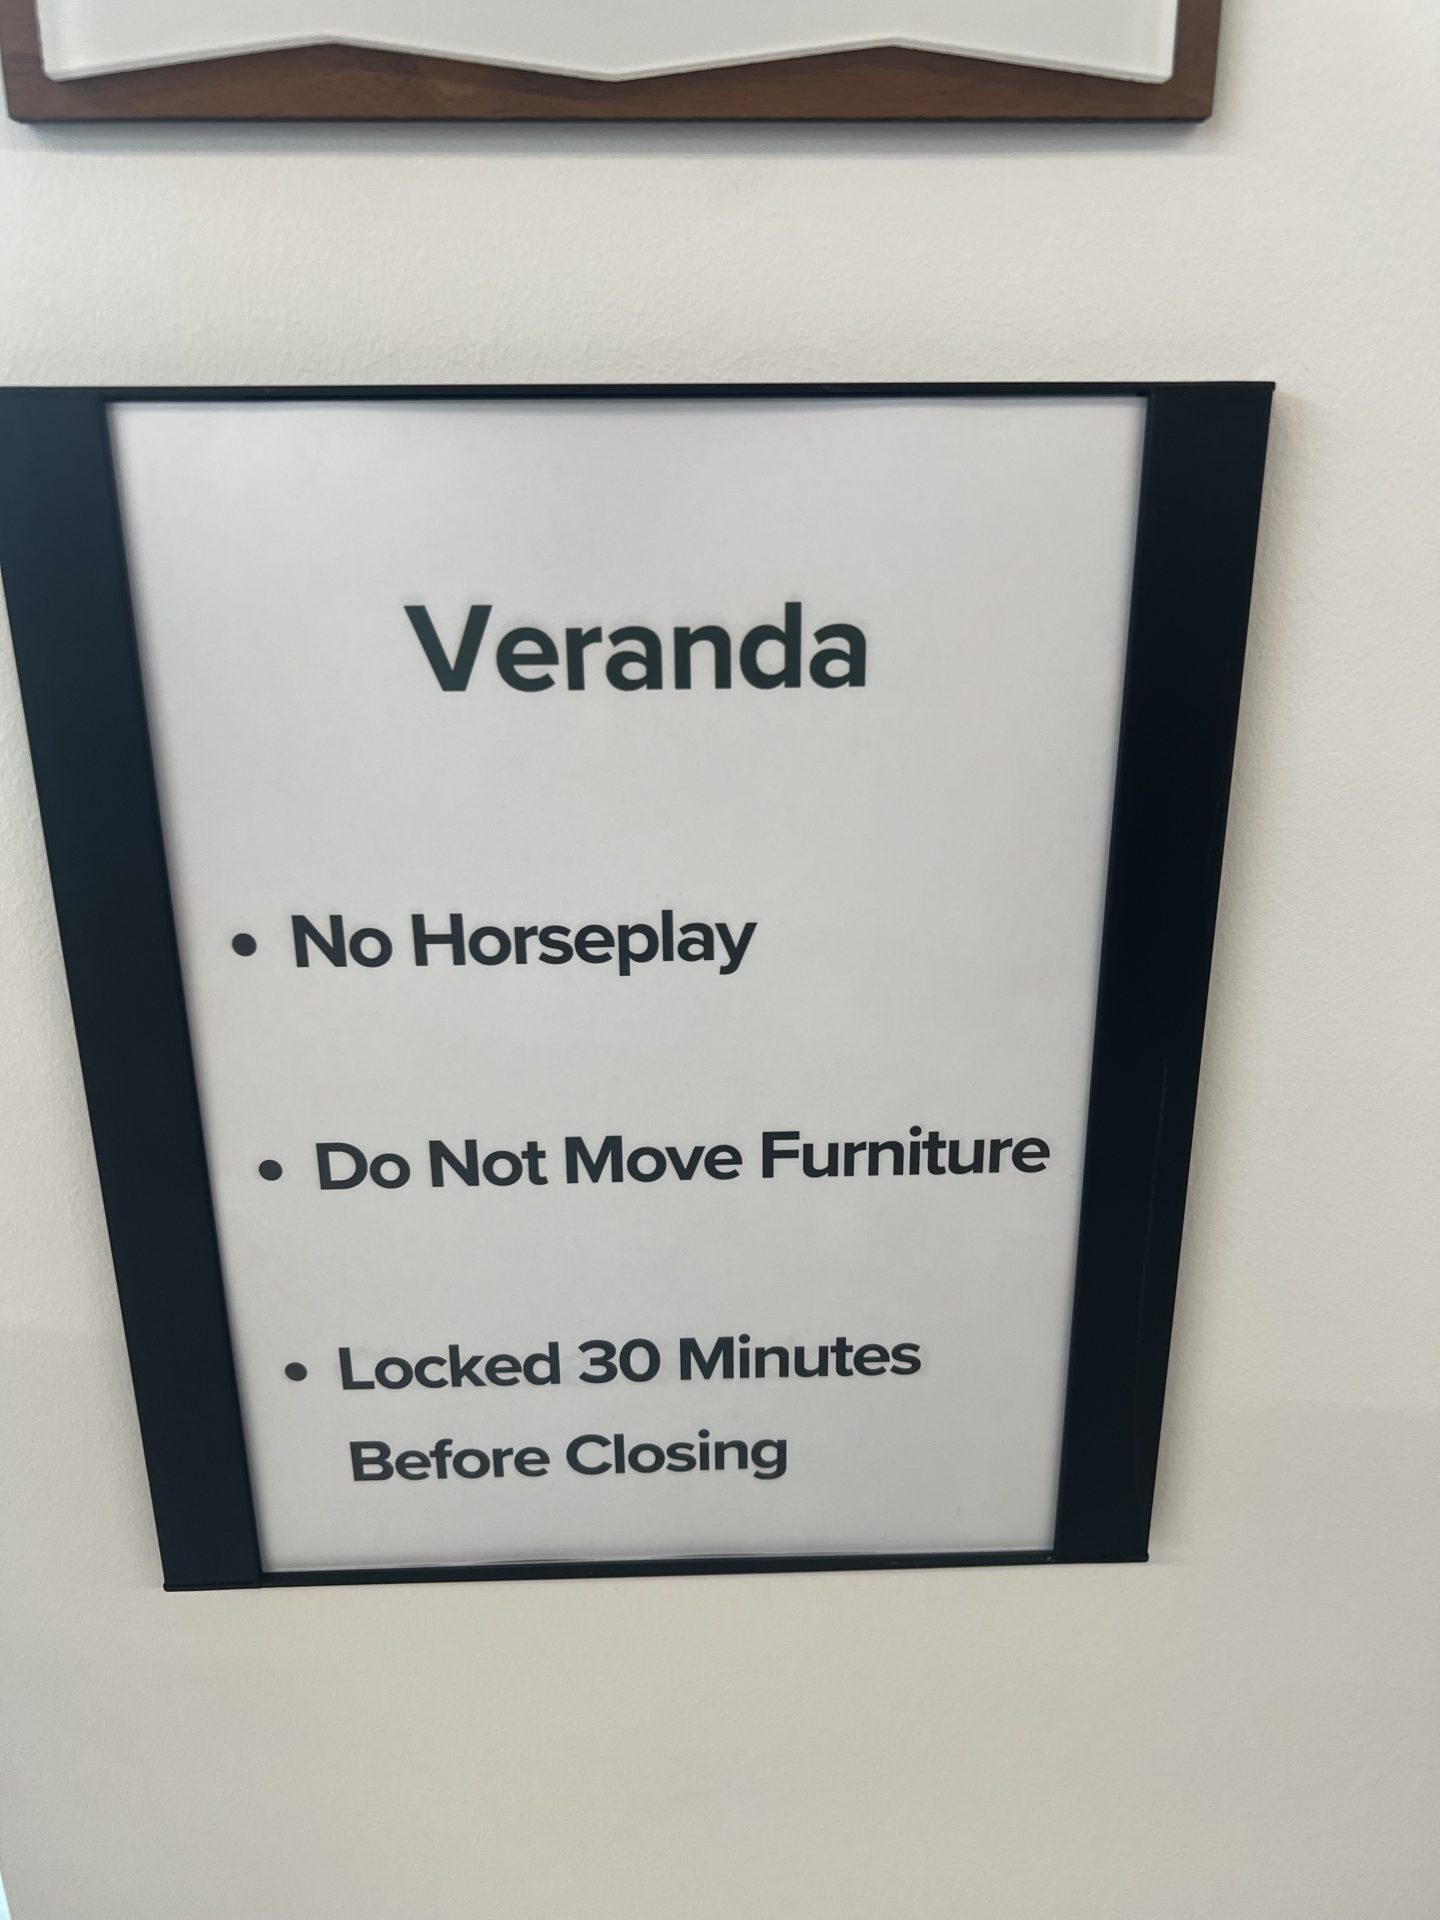 Veranda
• No Horseplay
• Do Not Move Furniture
• Locked 30 Minutes
Before Closing